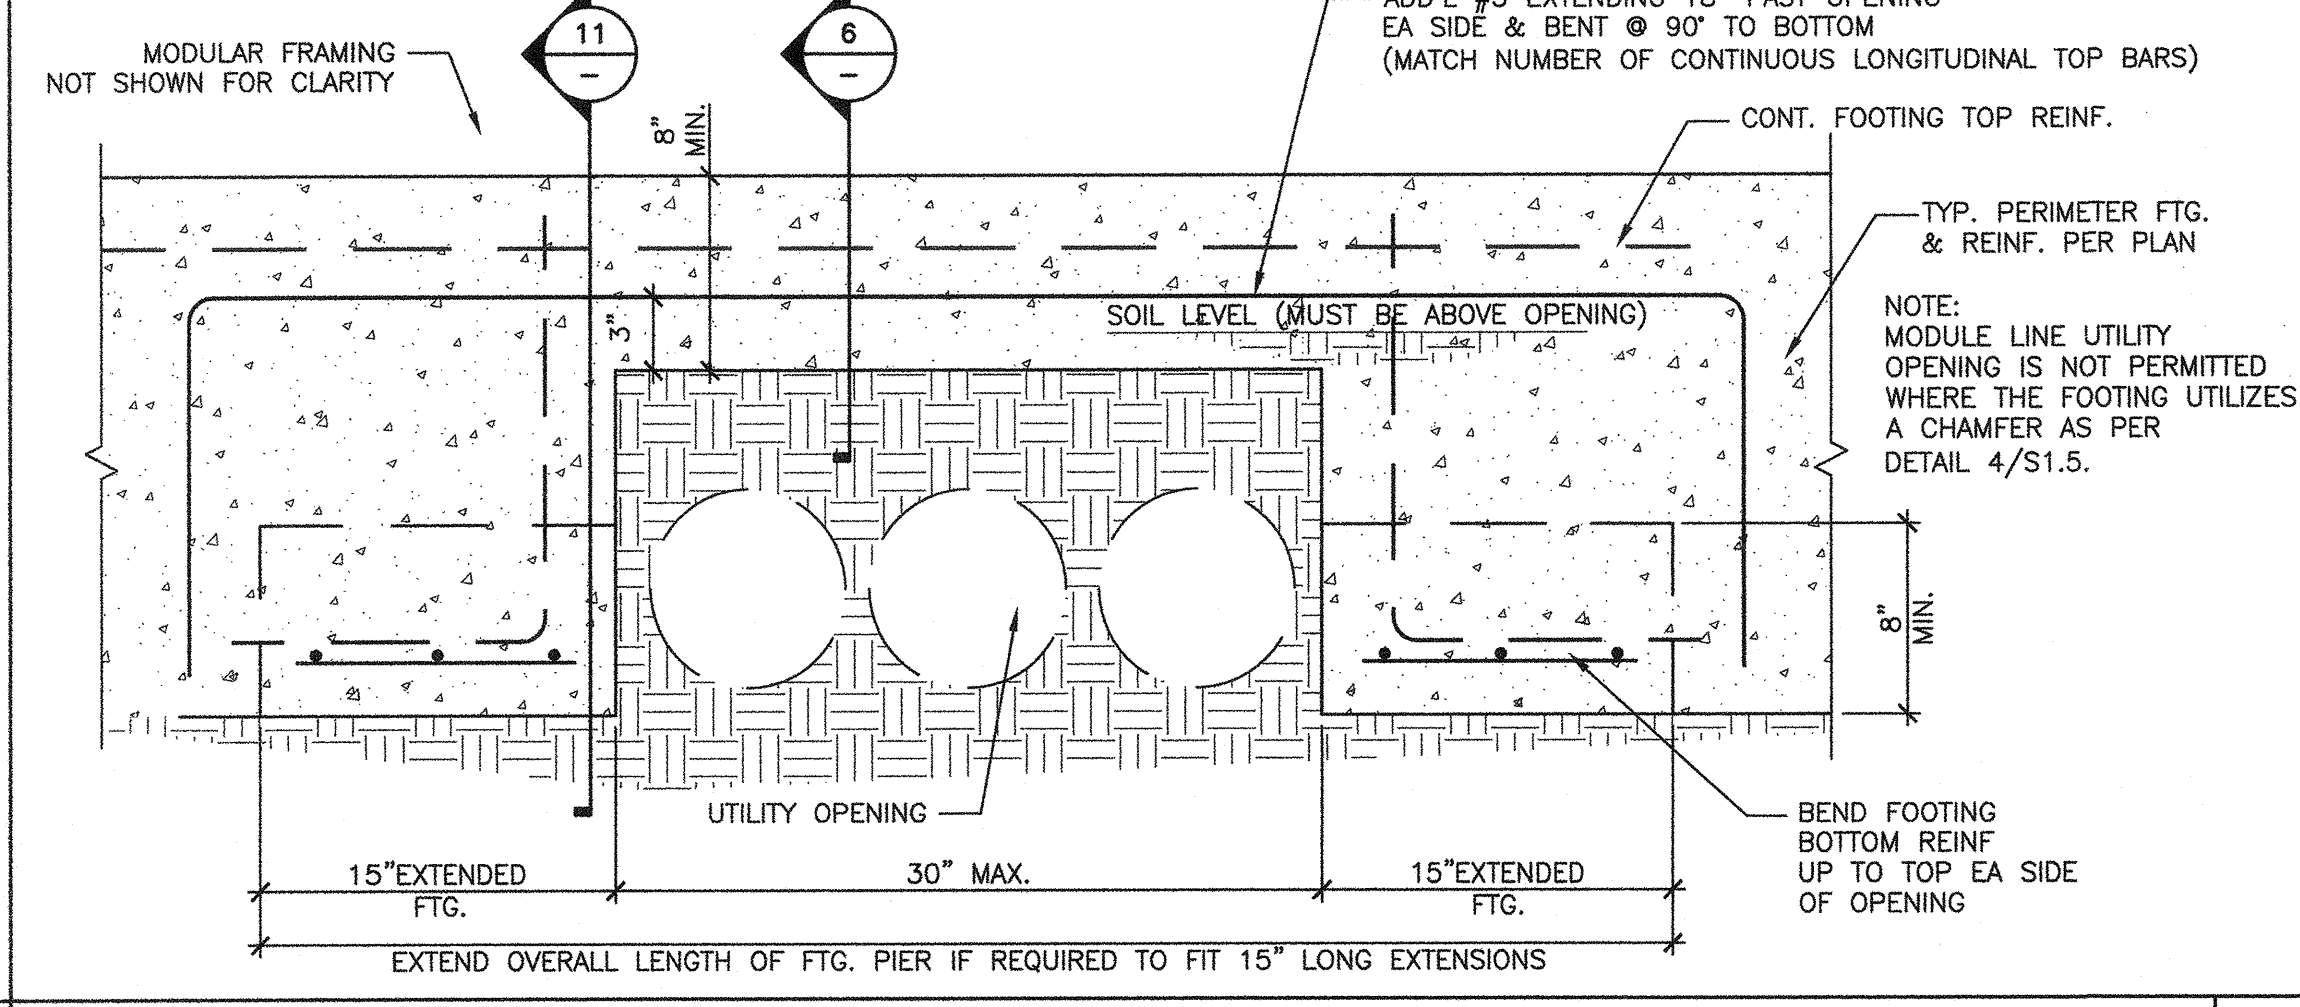 11
–
6
–
EXTENDING PAST OPENING
EA SIDE & BENT @ 90° TO BOTTOM
(MATCH NUMBER OF CONTINUOUS LONGITUDINAL TOP BARS)
MODULAR FRAMING
NOT SHOWN FOR CLARITY
8"
MIN.
CONT. FOOTING TOP REINF.
TYP. PERIMETER FTG.
& REINF. PER PLAN
3"
SOIL LEVEL (MUST BE ABOVE OPENING)
NOTE:
MODULE LINE UTILITY
OPENING IS NOT PERMITTED
WHERE THE FOOTING UTILIZES
A CHAMFER AS PER
DETAIL 4/S1.5.
8"
MIN.
UTILITY OPENING
BEND FOOTING
BOTTOM REINF
UP TO TOP EA SIDE
OF OPENING
15"EXTENDED
FTG.
30" MAX.
15"EXTENDED
FTG.
EXTEND OVERALL LENGTH OF FTG. PIER IF REQUIRED TO FIT 15" LONG EXTENSIONS